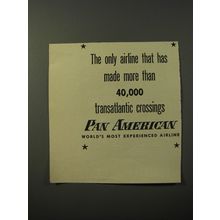 The only airline that has
made more than
40,000
transatlantic crossings
PAN AMERICAN
WORLD'S MOST EXPERIENCED AIRLINE